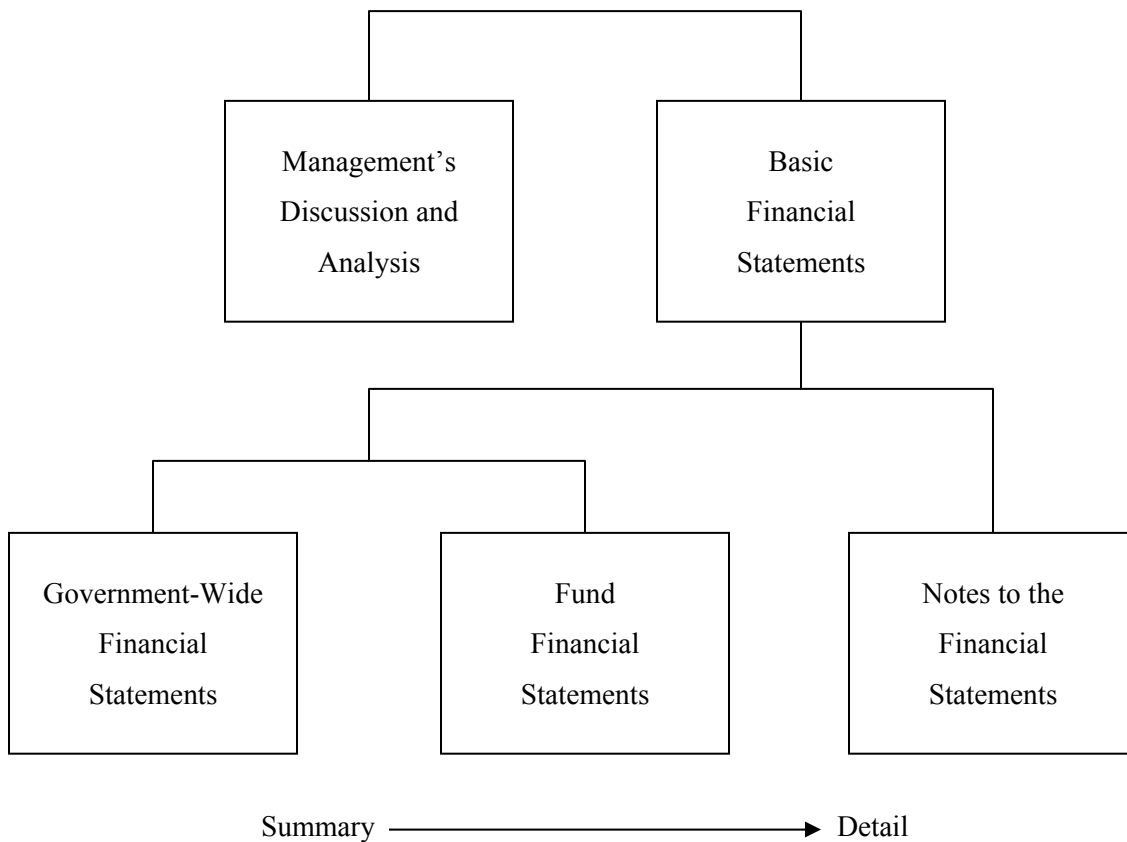 Management’s
Discussion and
Analysis
Basic
Financial
Statements
Government-Wide
Financial
Statements
Fund
Financial
Statements
Notes to the
Financial
Statements
Summary
Detail